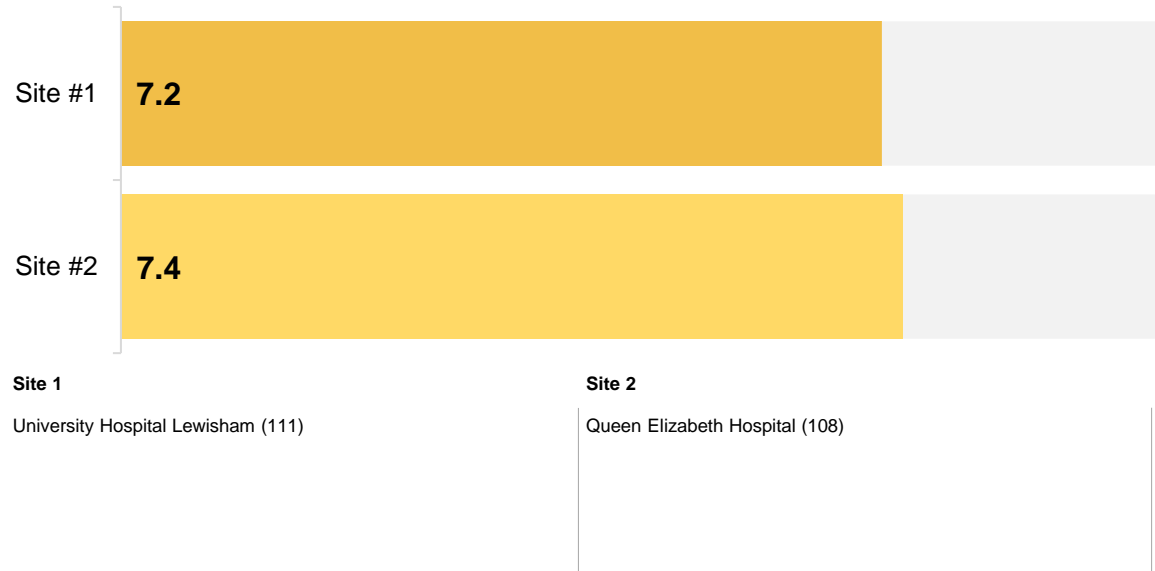 Site #1
7.2
Site #2
7.4
Site 1
Site 2
University Hospital Lewisham (111)
Queen Elizabeth Hospital (108)